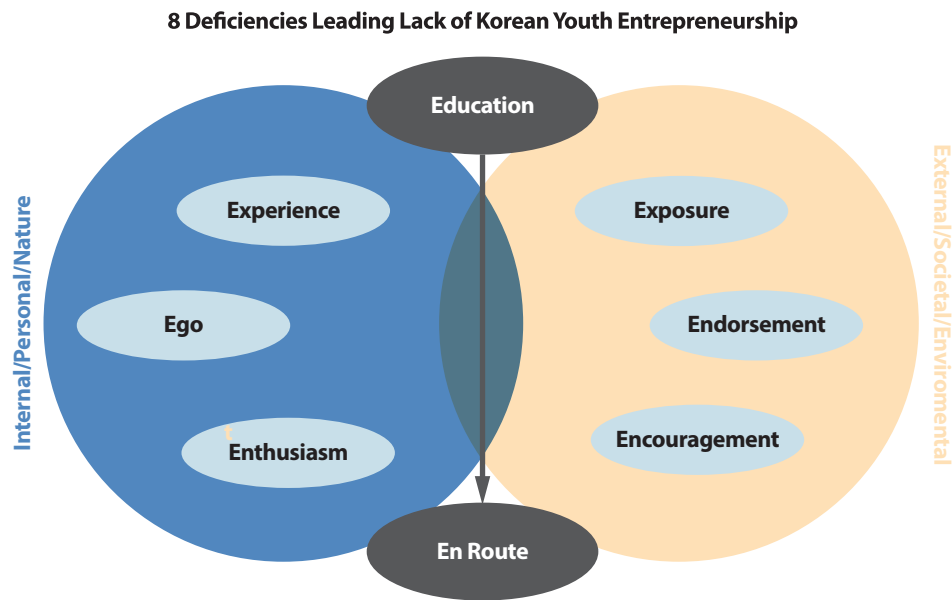 8 Deficiencies Leading Lack of Korean Youth Entrepreneurship
Education
Experience
Exposure
Ego
Endorsement
Enthusiasm
t
Encouragement
En Route
Internal/Personal/Nature
External/Societal/Enviromental